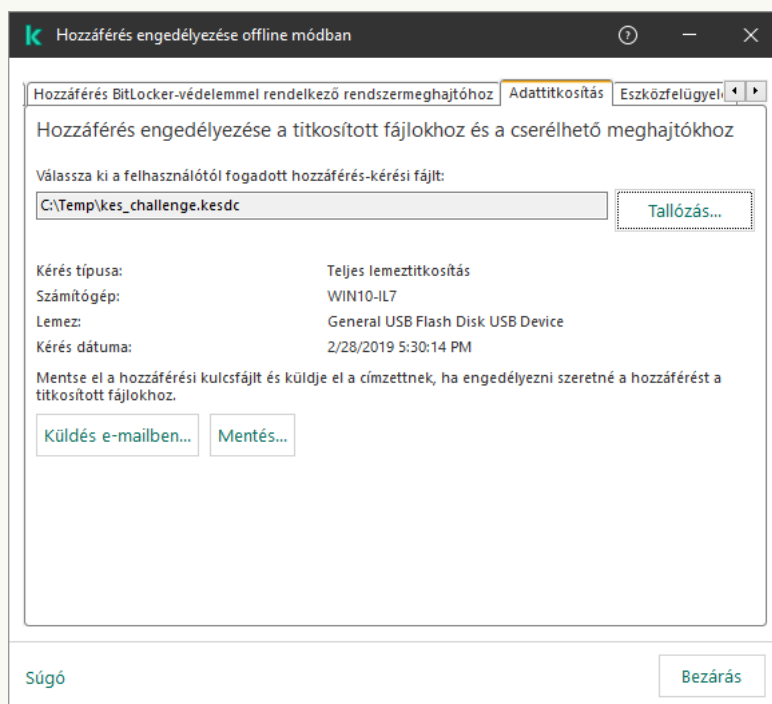 Hozzáférés engedélyezése offline módban
Hozzáférés BitLocker-védelemmel rendelkező rendszermeghajtóhoz Adattitkosítás Eszközfelügyel
Hozzáférés engedélyezése a titkosított fájlokhoz és a cserélhető meghajtókhoz
Válassza ki a felhasználótól fogadott hozzáférés-kérési fájlt:
C:\Temp\kes_challenge.kesdc Tallózás...
Kérés típusa: Teljes lemeztitkosítás
Számítógép: WIN10-IL7
Lemez: General USB Flash Disk USB Device
Kérés dátuma: 2/28/2019 5:30:14 PM
Mentse el a hozzáférési kulcsfájlt és küldje el a címzettnek, ha engedélyezni szeretné a hozzáférést a
titkosított fájlokhoz.
Küldés e-mailben... Mentés...
Súgó Bezárás